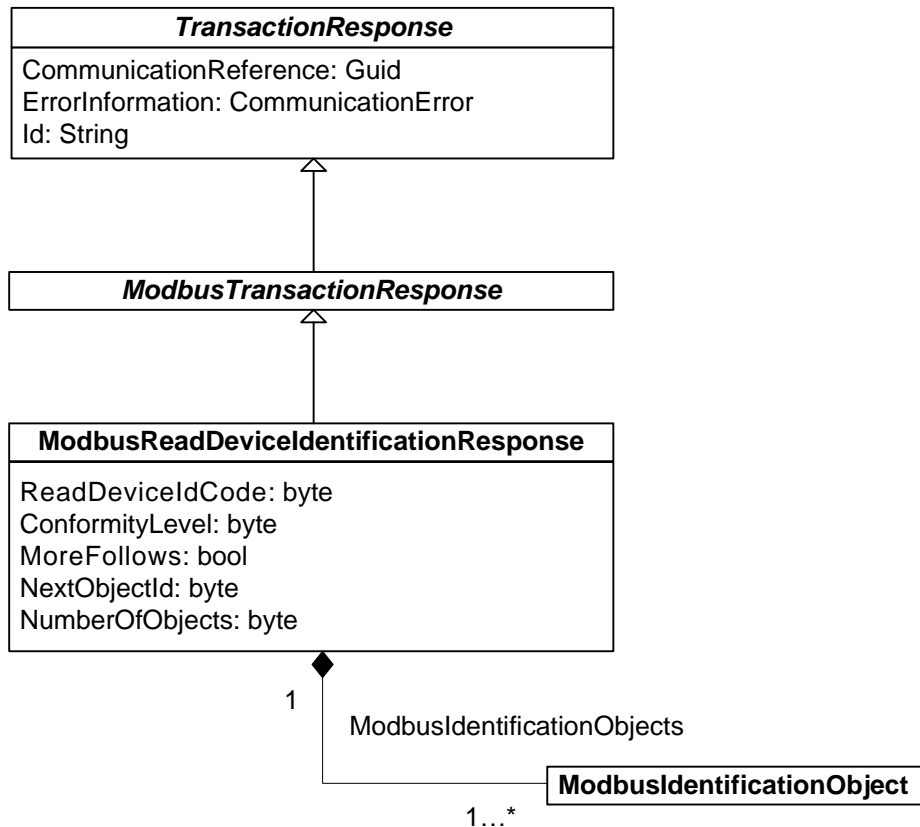 TransactionResponse
CommunicationReference: Guid
ErrorInformation: CommunicationError
Id: String
ModbusTransactionResponse
ModbusReadDeviceIdentificationResponse
ReadDeviceIdCode: byte
ConformityLevel: byte
MoreFollows: bool
NextObjectId: byte
NumberOfObjects: byte
1
ModbusIdentificationObjects
ModbusIdentificationObject
1…*